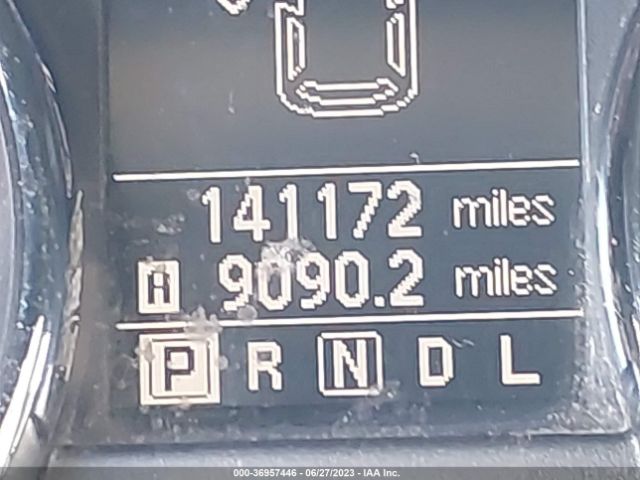 141172 miles
A 9090.2 miles
P R N D L
000-36957446 - 06/27/2023 - IAA Inc.